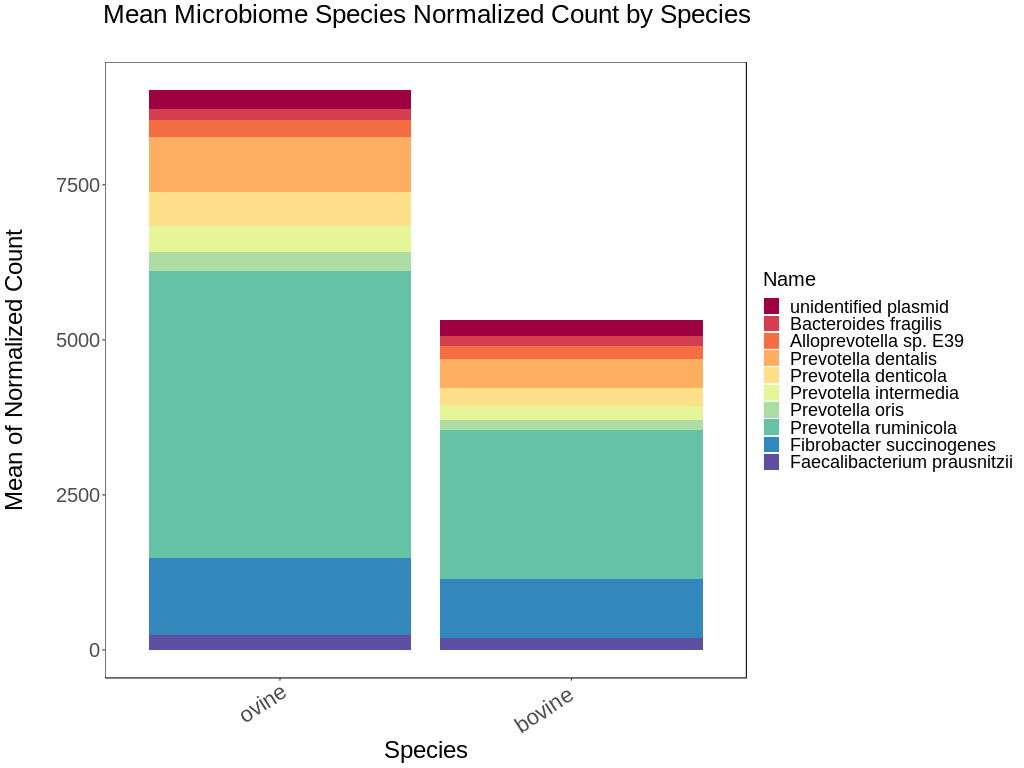 Mean Microbiome Species Normalized Count by Species
Mean of Normalized Count
7500
5000
2500
0
ovine
bovine
Species
Name
unidentified plasmid
Bacteroides fragilis
Alloprevotella sp. E39
Prevotella dentalis
Prevotella denticola
Prevotella intermedia
Prevotella oris
Prevotella ruminicola
Fibrobacter succinogenes
Faecalibacterium prausnitzii